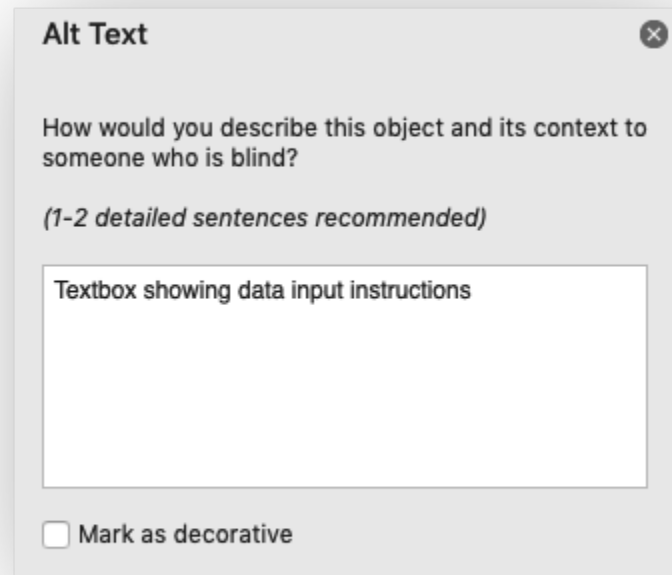 Alt Text
How would you describe this object and its context to
someone who is blind?
(1-2 detailed sentences recommended)
Textbox showing data input instructions
Mark as decorative